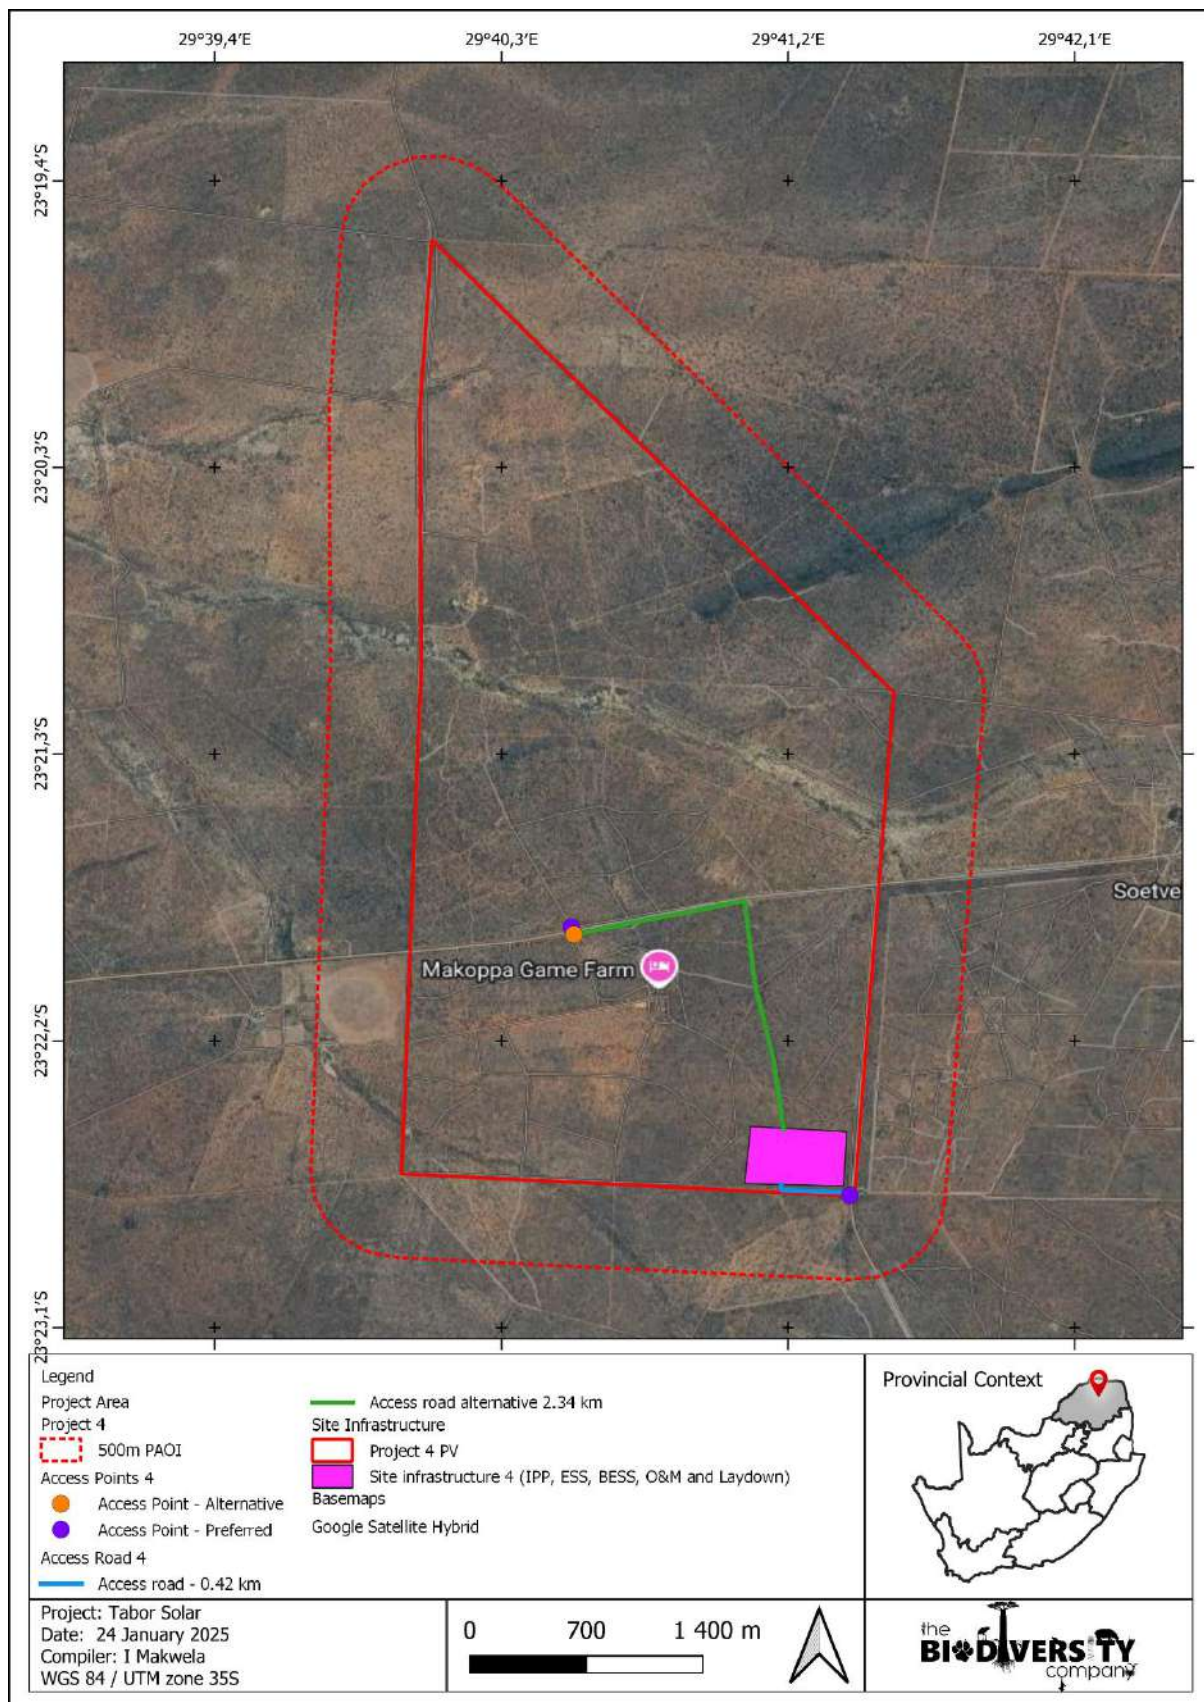 29°39,4′E 29°40,3′E 29°41,2′E 29°42,1′E
23°19,4′S
23°20,3′S
23°21,3′S
Soetve
Makoppa Game Farm
23°22,2′S
23°23,1′S
Legend
Project Area
Project 4
500m PAOI
Access Points 4
Access Point - Alternative
Access Point - Preferred
Access Road 4
Access road - 0.42 km
Access road alternative 2.34 km
Site Infrastructure
Project 4 PV
Site infrastructure 4 (IPP, ESS, BESS, O&M and Laydown)
Basemaps
Google Satellite Hybrid
Provincial Context
Project: Tabor Solar
Date: 24 January 2025
Compiler: I Makwela
WGS 84 / UTM zone 35S
0 700 1 400 m
the
BIODIVERSITY
company